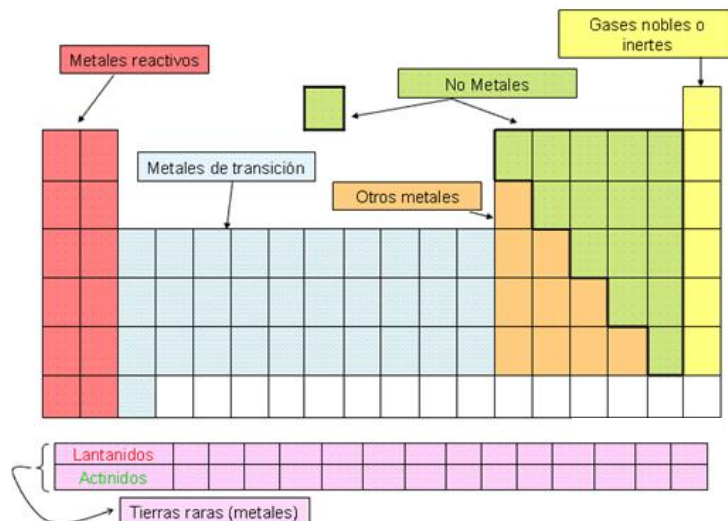 Gases nobles o
inertes
Metales reactivos
No Metales
Metales de transición
Otros metales
Lantanidos
Actinidos
Tierras raras (metales)